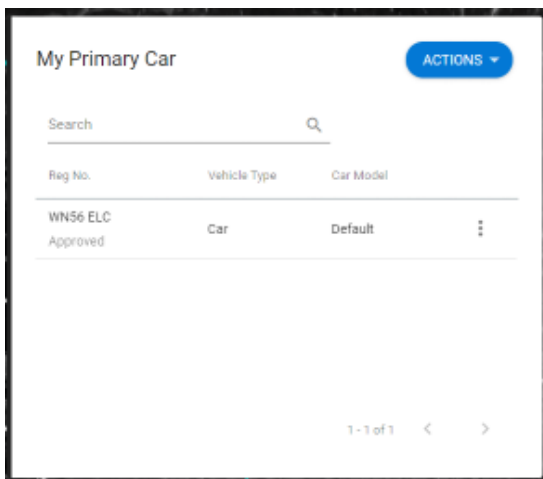 My Primary Car
ACTIONS
Search
Reg No. Vehicle Type Car Model
WN56 ELC
Approved
Car Default
1 - 1 of 1